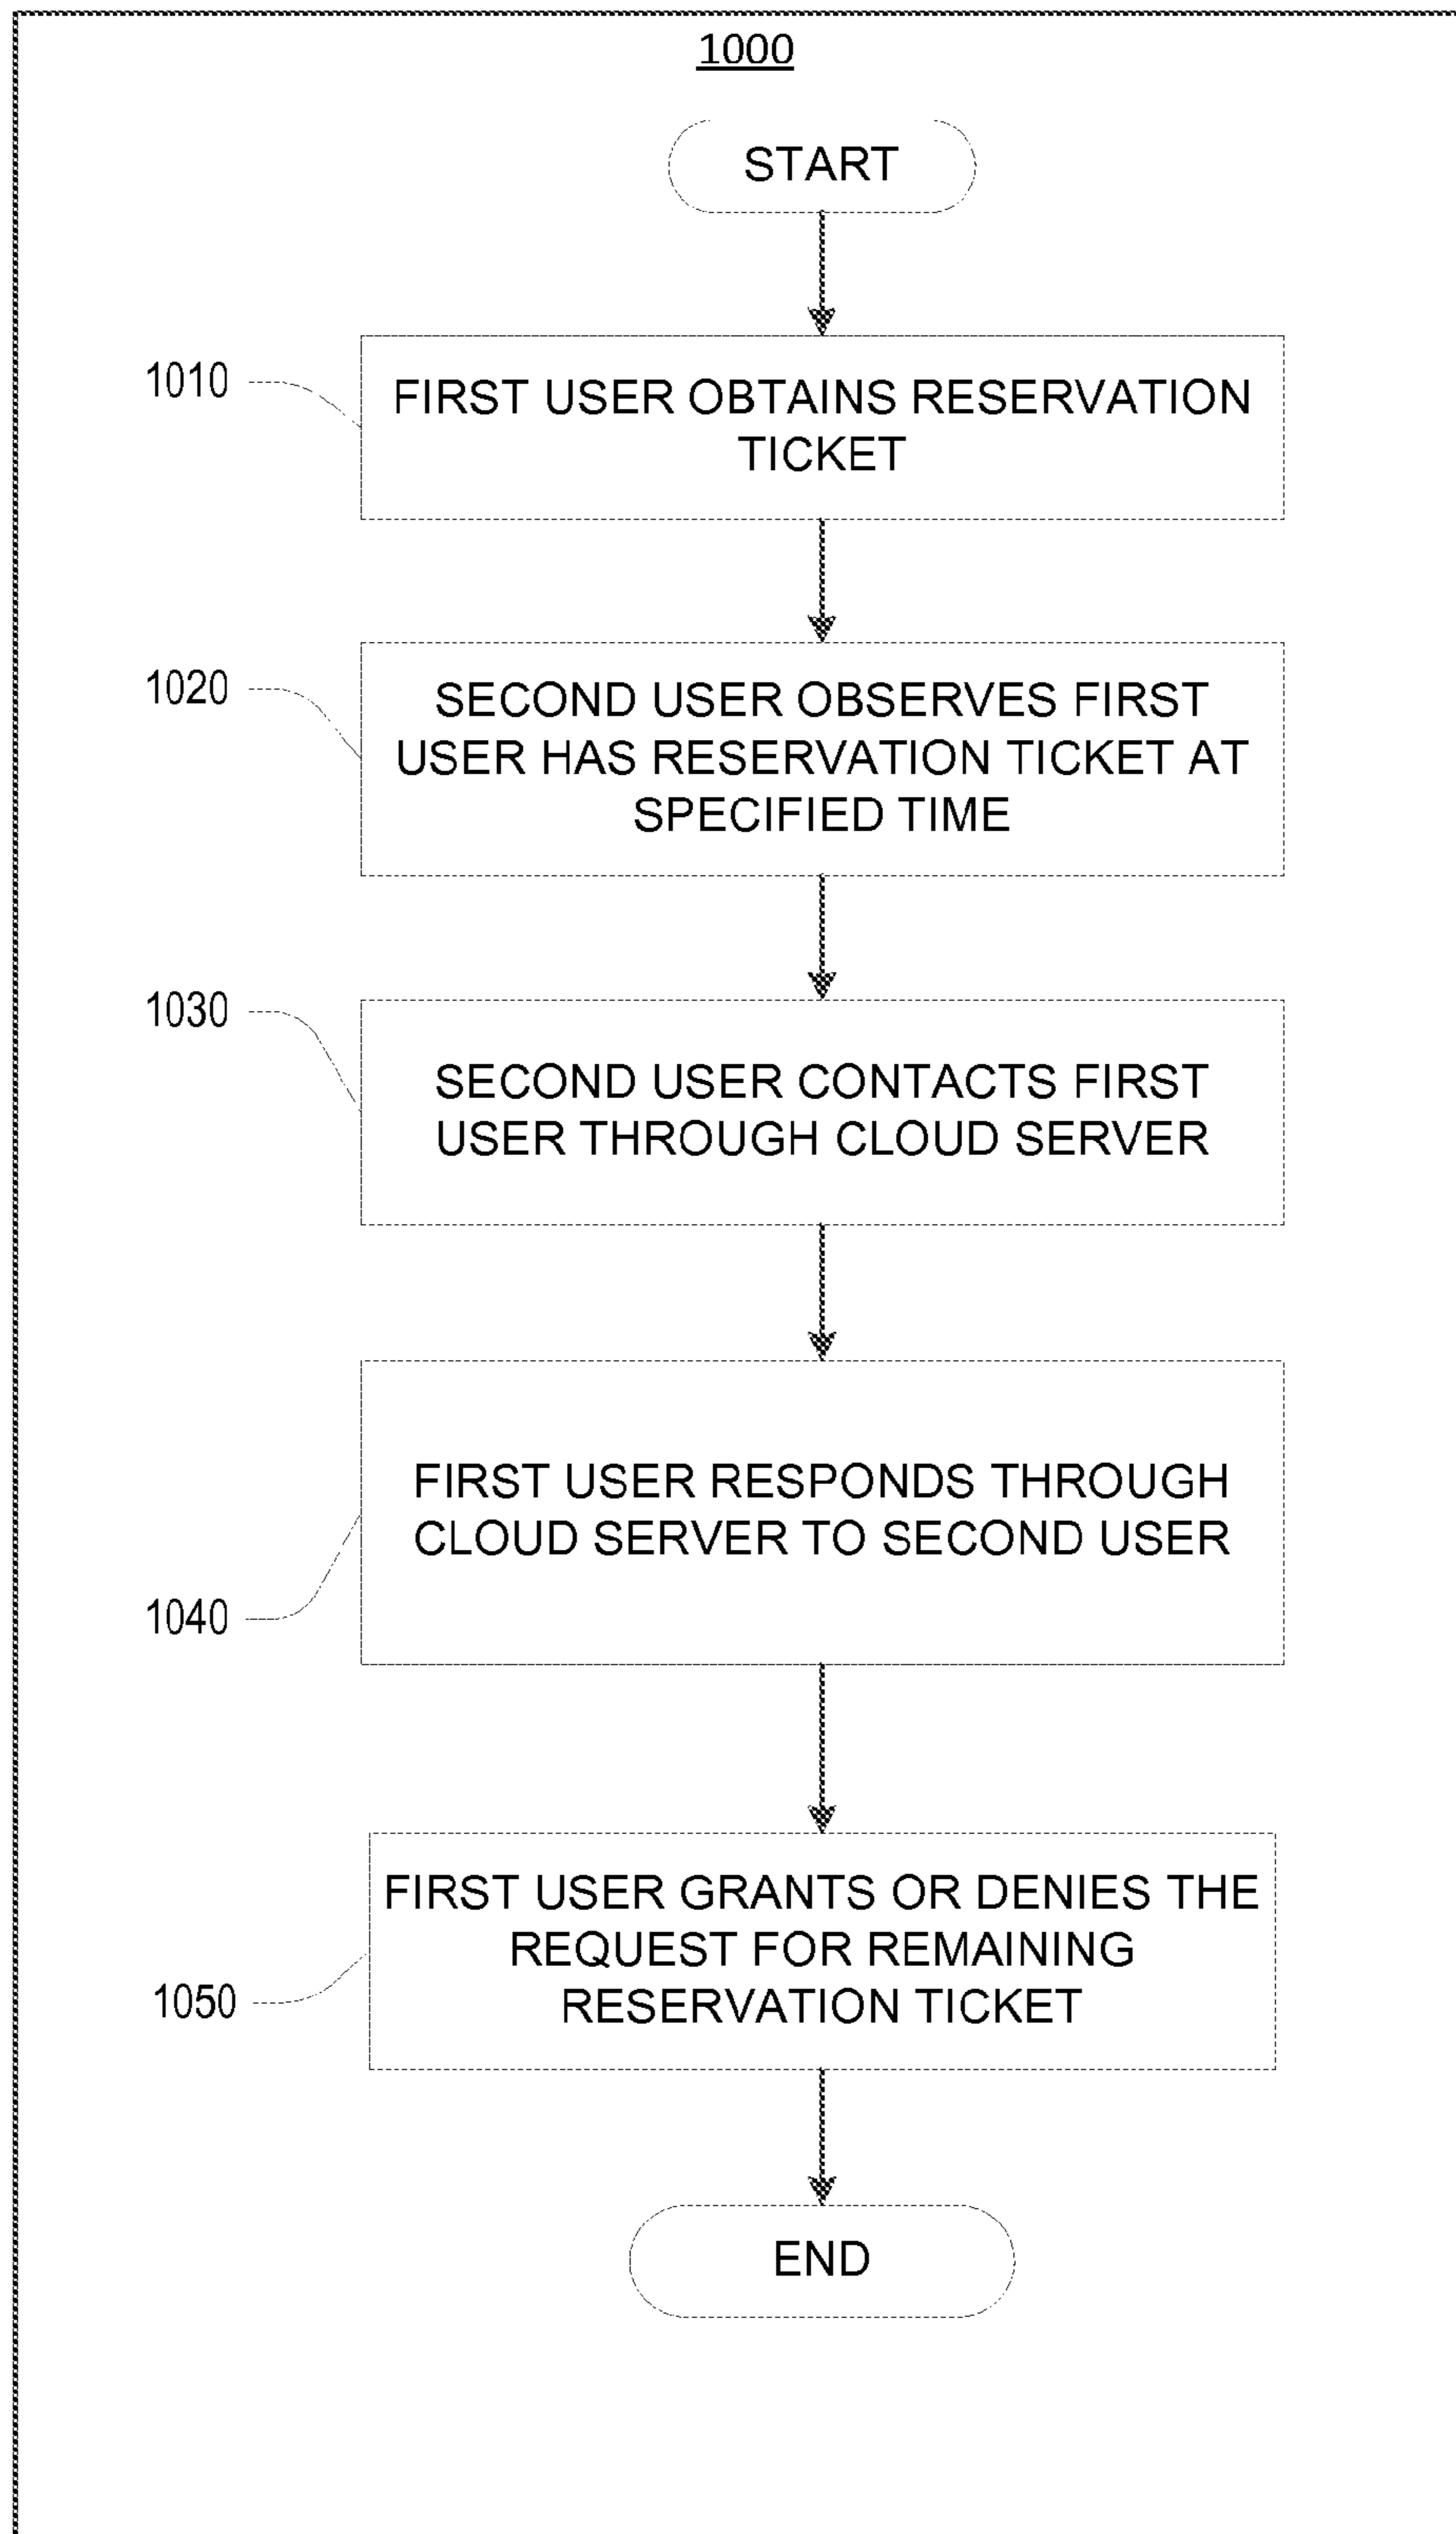 1000
START
1010
FIRST USER OBTAINS RESERVATION
TICKET
1020
SECOND USER OBSERVES FIRST
USER HAS RESERVATION TICKET AT
SPECIFIED TIME
1030
SECOND USER CONTACTS FIRST
USER THROUGH CLOUD SERVER
FIRST USER RESPONDS THROUGH
CLOUD SERVER TO SECOND USER
1040
FIRST USER GRANTS OR DENIES THE
REQUEST FOR REMAINING
RESERVATION TICKET
1050
END